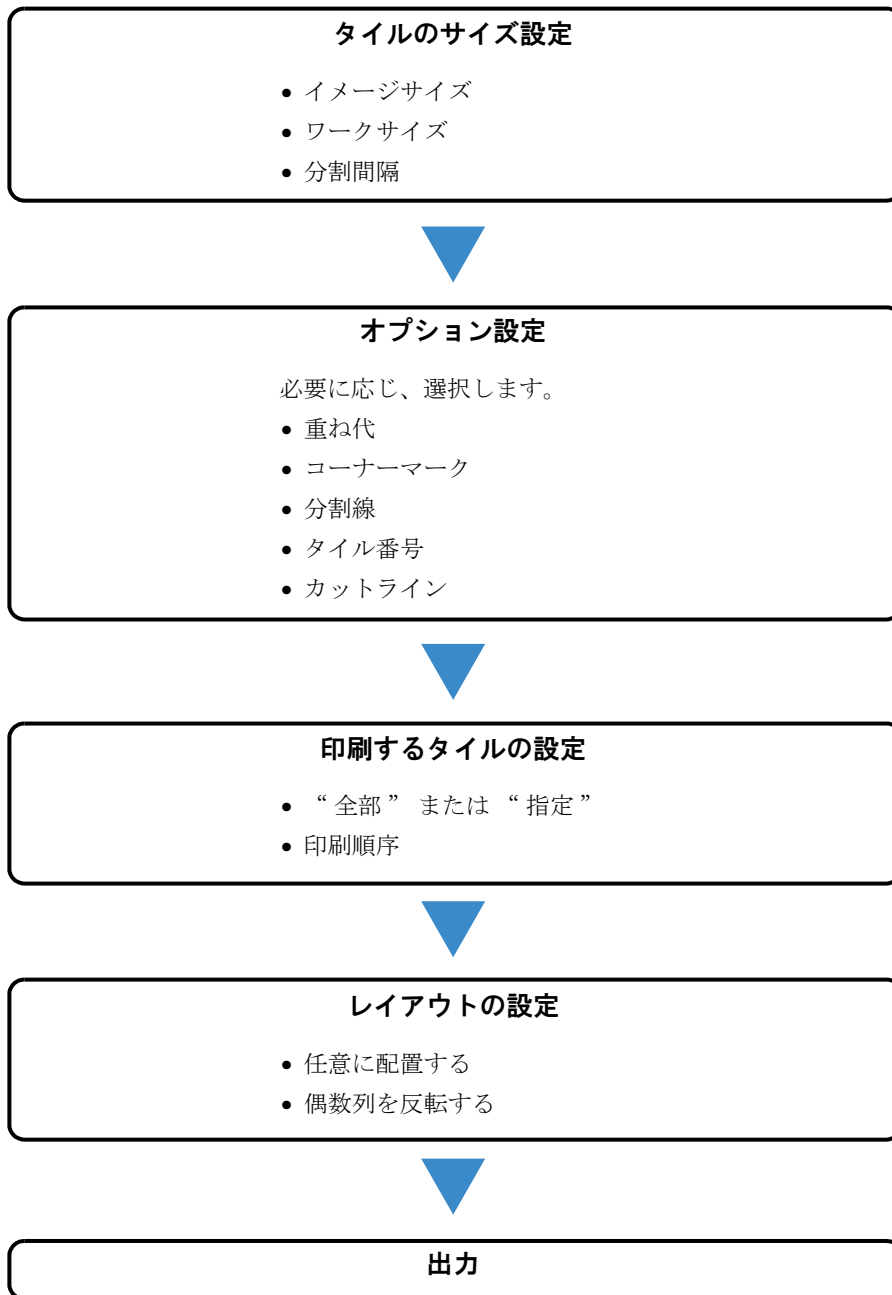 タイルのサイズ設定
• イメージサイズ
• ワークサイズ
• 分割間隔
オプション設定
必要に応じ、選択します。
• 重ね代
• コーナーマーク
• 分割線
• タイル番号
• カットライン
印刷するタイルの設定
• “ 全部 ” または “ 指定 ”
• 印刷順序
レイアウトの設定
• 任意に配置する
• 偶数列を反転する
出力